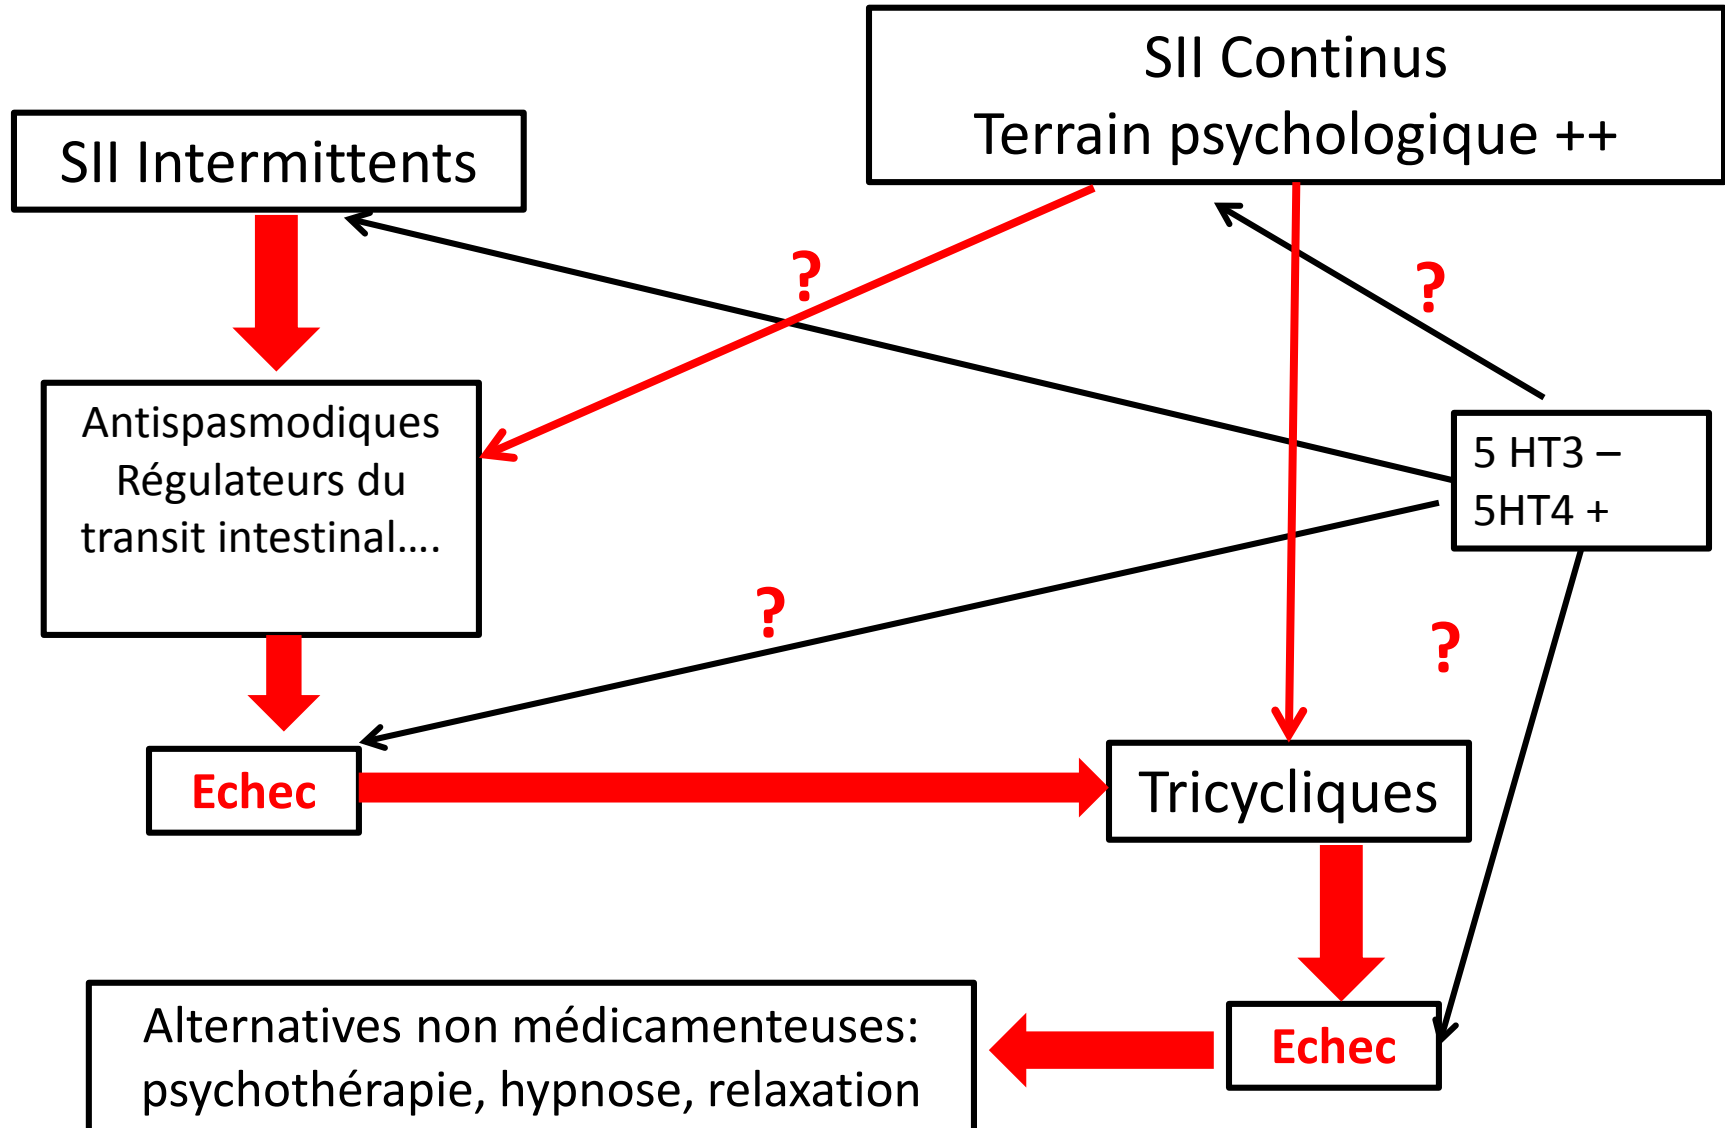 SII Continus
Terrain psychologique ++
SII Intermittents
?
?
Antispasmodiques
Régulateurs du
transit intestinal....
5 HT3 –
5HT4 +
?
?
Echec
Tricycliques
Alternatives non médicamenteuses:
psychothérapie, hypnose, relaxation
Echec